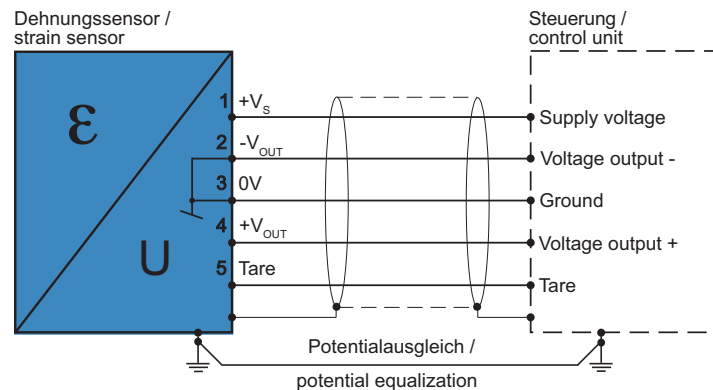 Dehnungssensor /
strain sensor
Steuerung /
control unit
ε
U
1 +VS
2 -VOUT
3 0V
4 +VOUT
5 Tare
Supply voltage
Voltage output -
Ground
Voltage output +
Tare
Potentialausgleich /
potential equalization